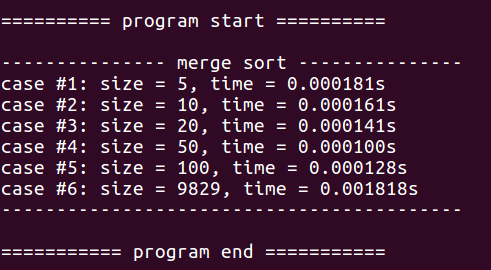 ========== program start ==========
--------------- merge sort ---------------
case #1: size = 5, time = 0.000181s
case #2: size = 10, time = 0.000161s
case #3: size = 20, time = 0.000141s
case #4: size = 50, time = 0.000100s
case #5: size = 100, time = 0.000128s
case #6: size = 9829, time = 0.001818s
------------------------------------------
=========== program end ===========